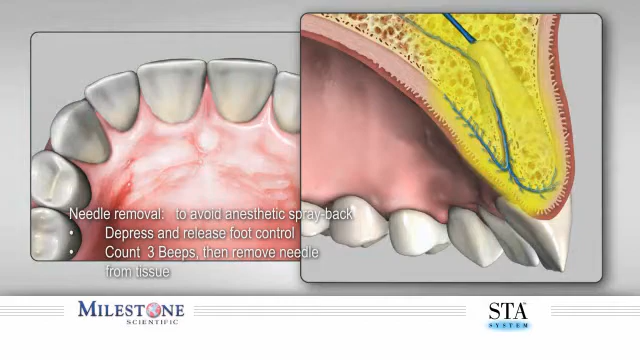 Needle removal: to avoid anesthetic spray-back
• Depress and release foot control
• Count 3 Beeps, then remove needle
from tissue
MILESTONE
SCIENTIFIC
STA
SYSTEM